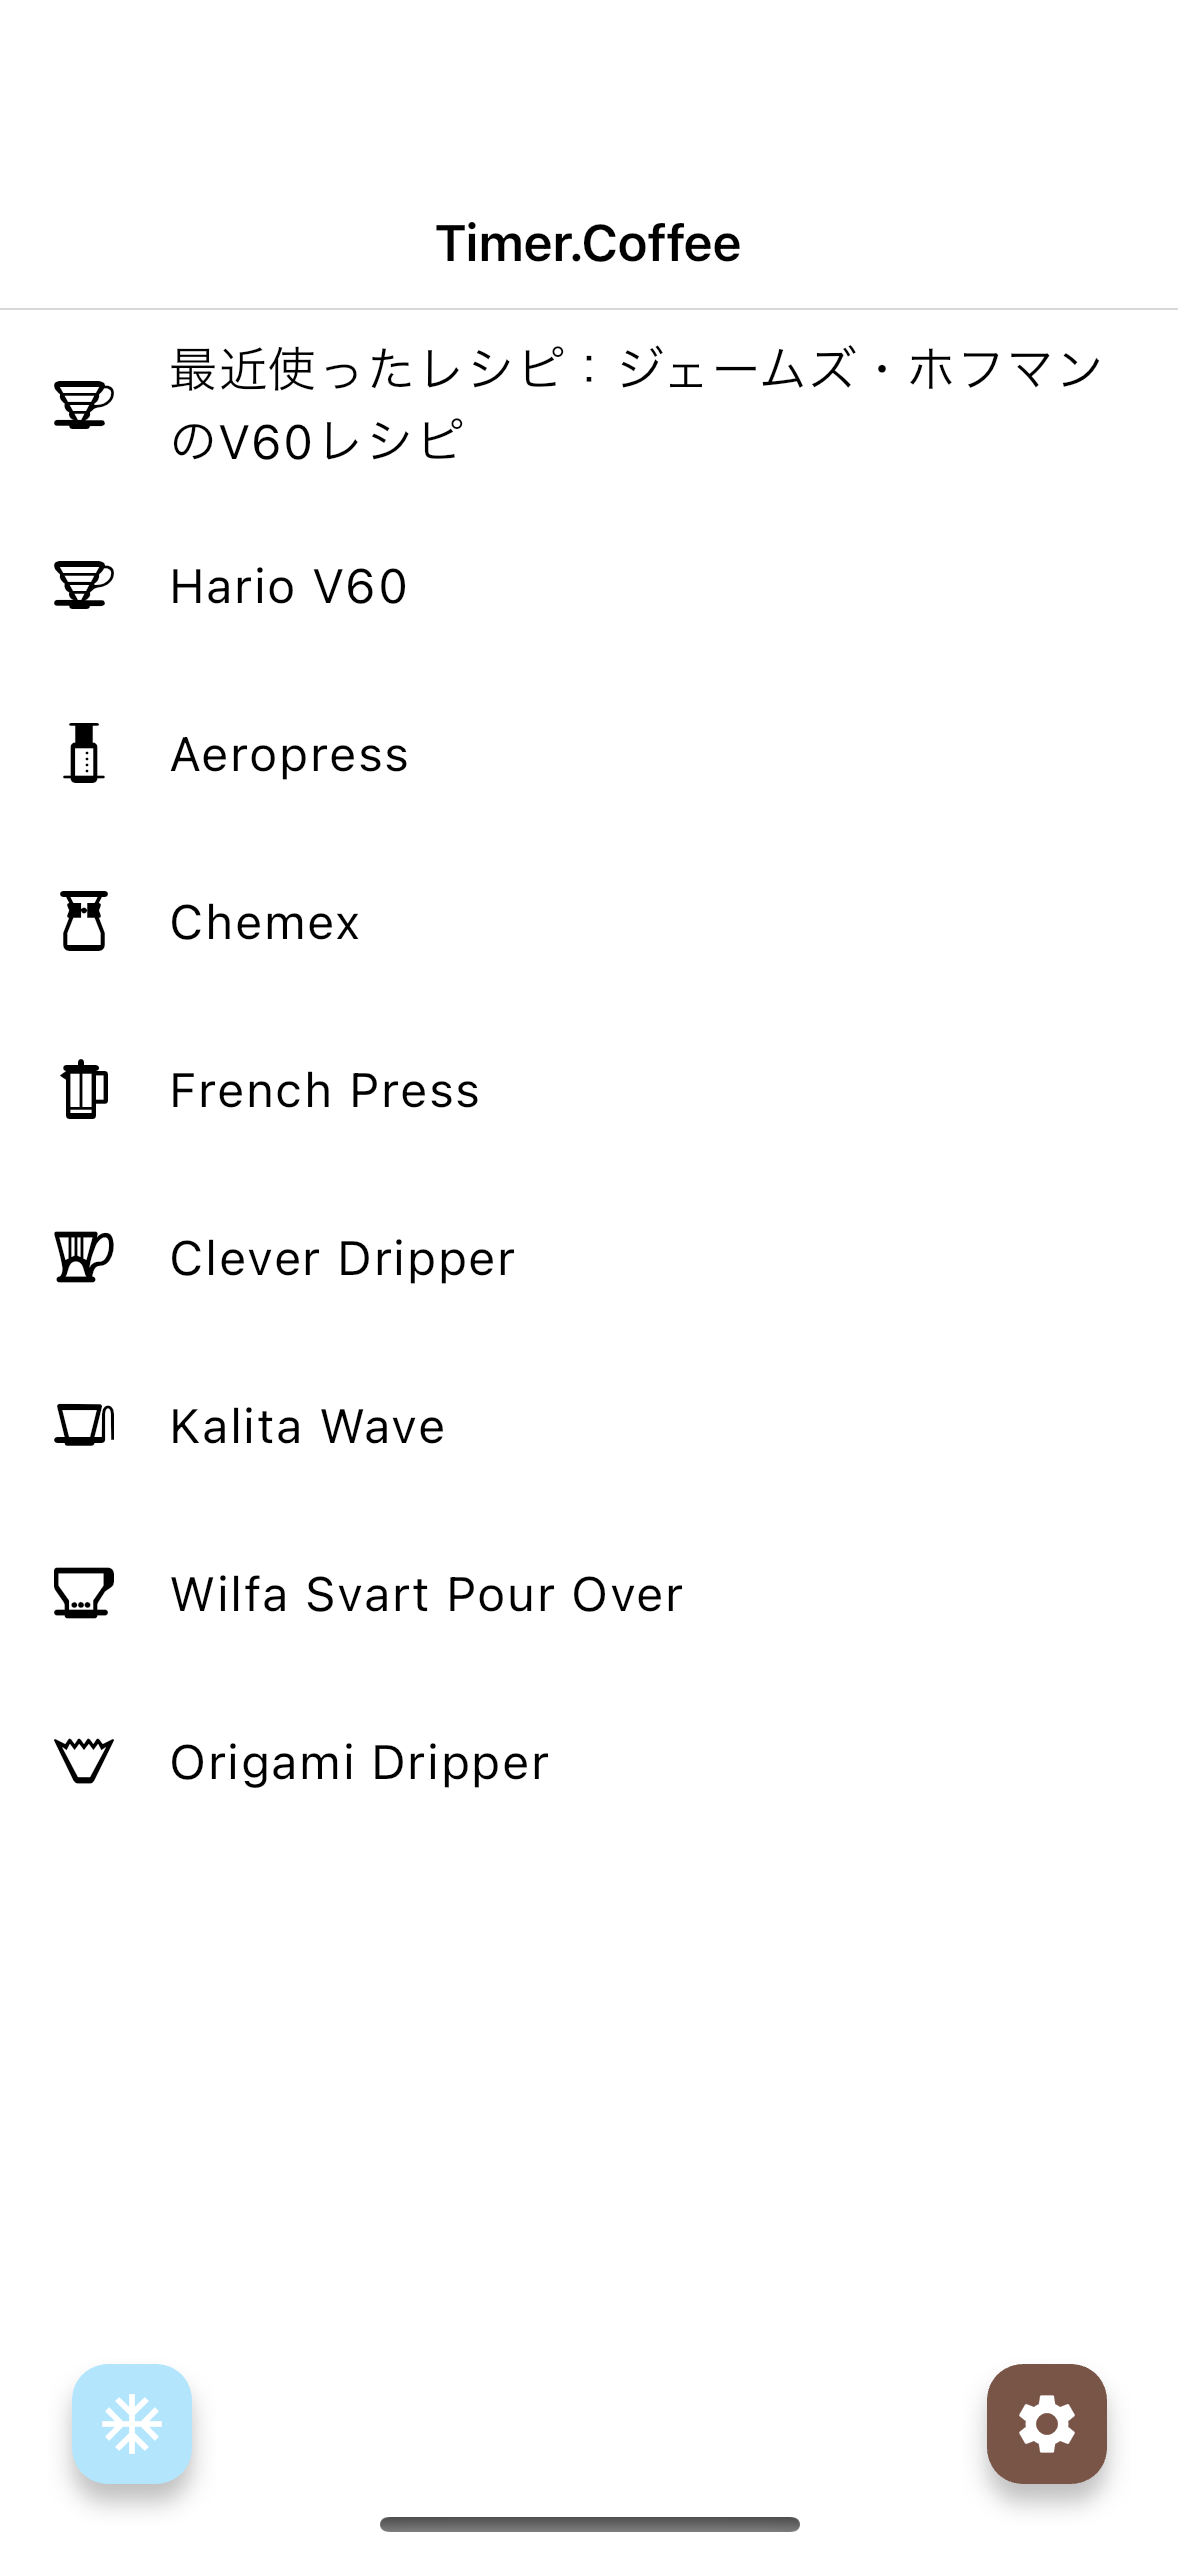 Timer.Coffee
最近使ったレシピ：ジェームズ・ホフマン
のV60レシピ
Hario V60
Aeropress
Chemex
French Press
Clever Dripper
Kalita Wave
Wilfa Svart Pour Over
Origami Dripper